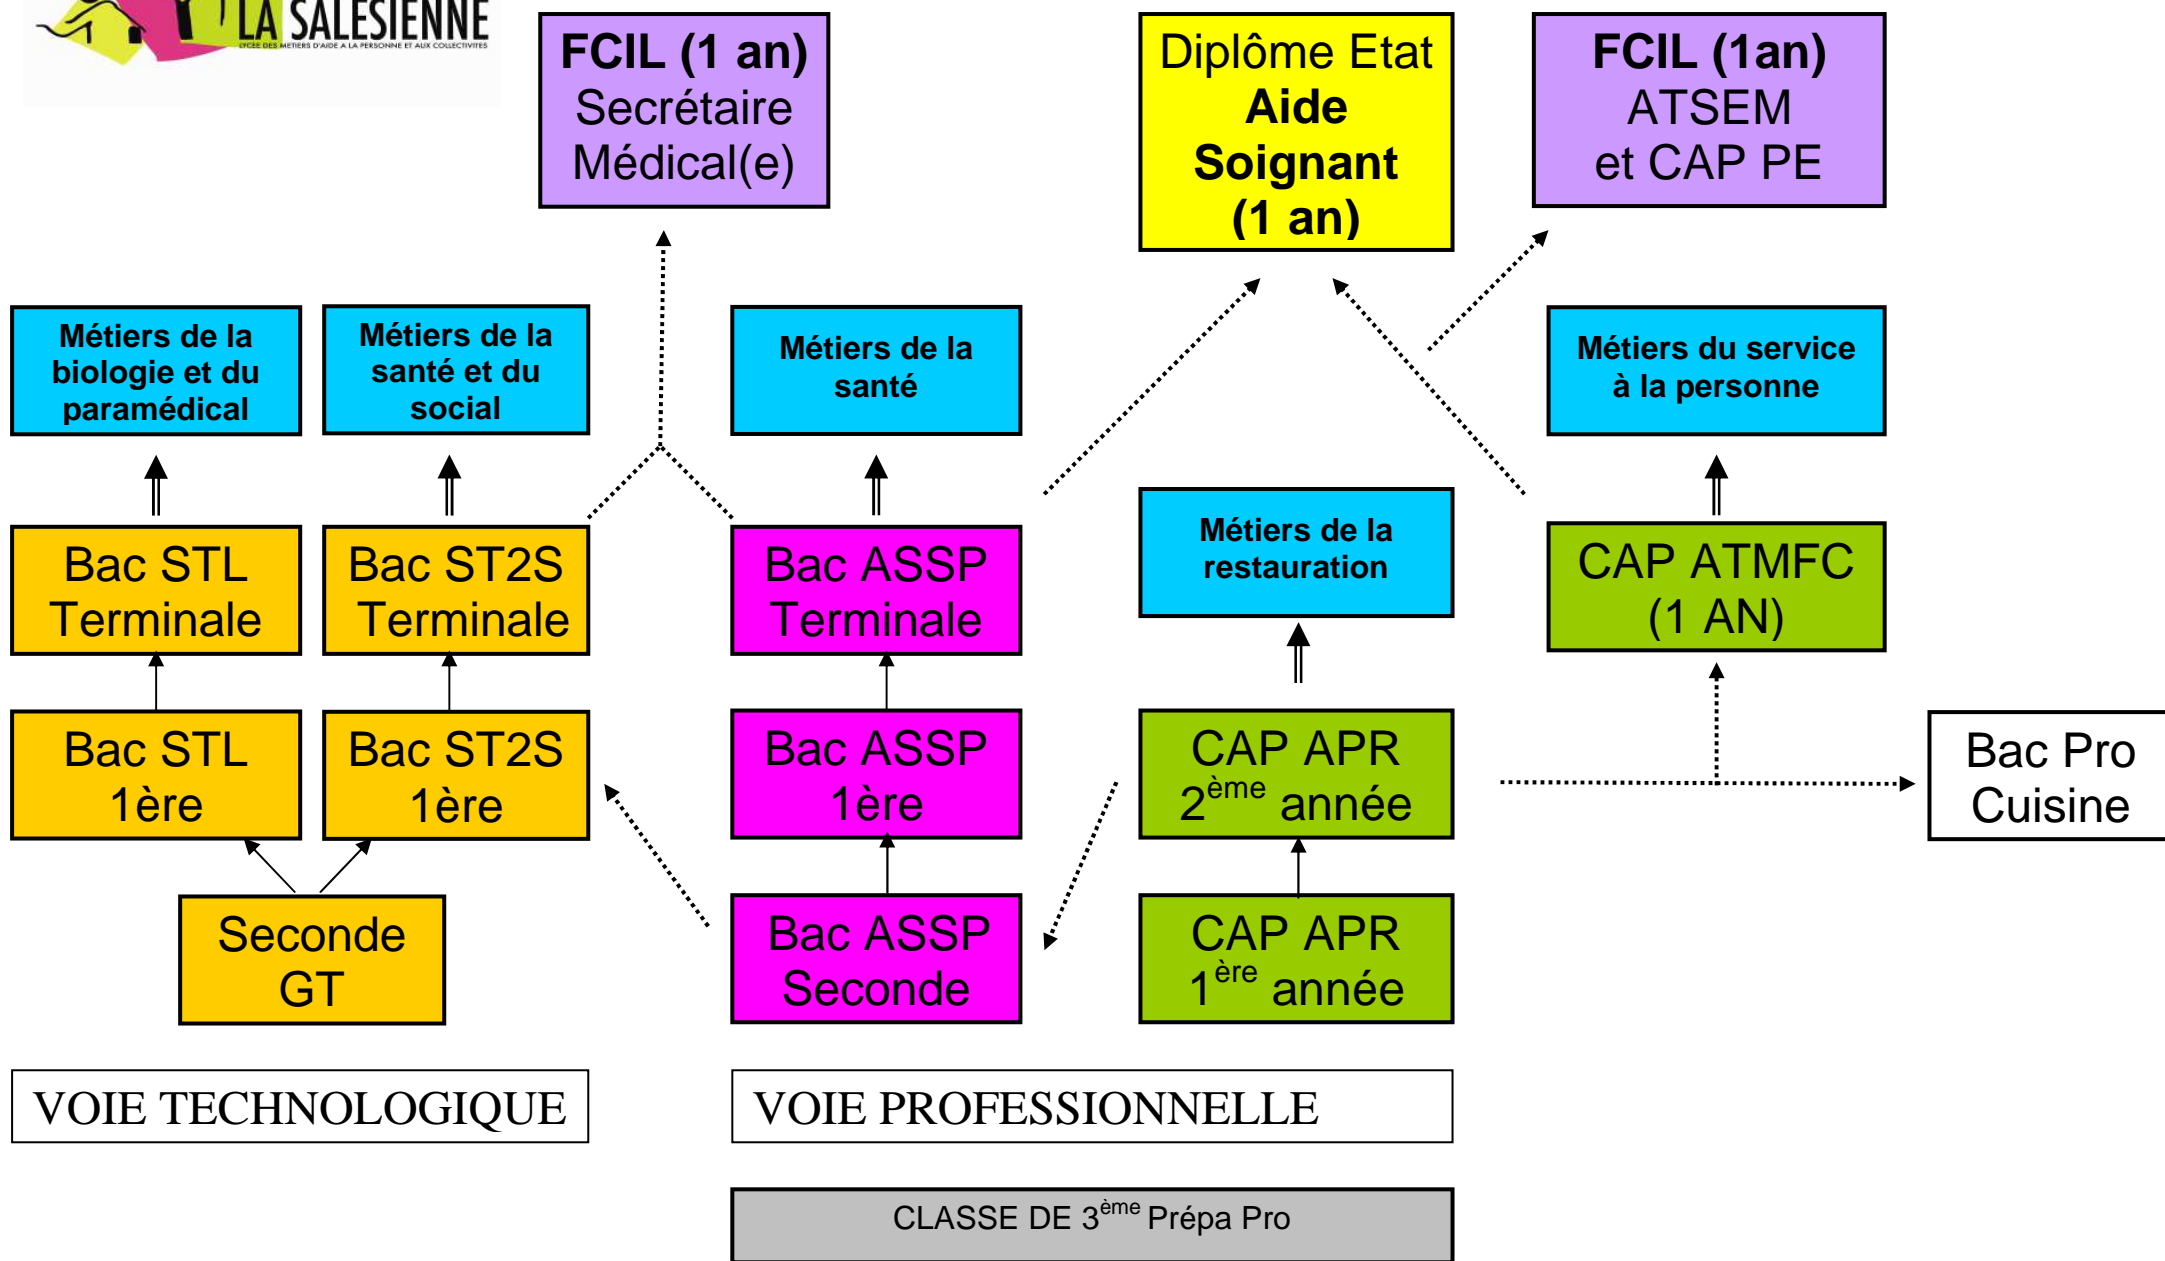 LA SALESIENNE
LYCEE DES METIERS D'AIDE A LA PERSONNE ET AUX COLLECTIVITES
FCIL (1 an)
Secrétaire
Médical(e)
Diplôme Etat
Aide
Soignant
(1 an)
FCIL (1an)
ATSEM
et CAP PE
Métiers de la
biologie et du
paramédical
Métiers de la
santé et du
social
Métiers de la
santé
Métiers du service
à la personne
Métiers de la
restauration
Bac STL
Terminale
Bac ST2S
Terminale
Bac ASSP
Terminale
CAP ATMFC
(1 AN)
Bac STL
1ère
Bac ST2S
1ère
Bac ASSP
1ère
CAP APR
2ème année
Bac Pro
Cuisine
Seconde
GT
Bac ASSP
Seconde
CAP APR
1ère année
VOIE TECHNOLOGIQUE
VOIE PROFESSIONNELLE
CLASSE DE 3ème Prépa Pro